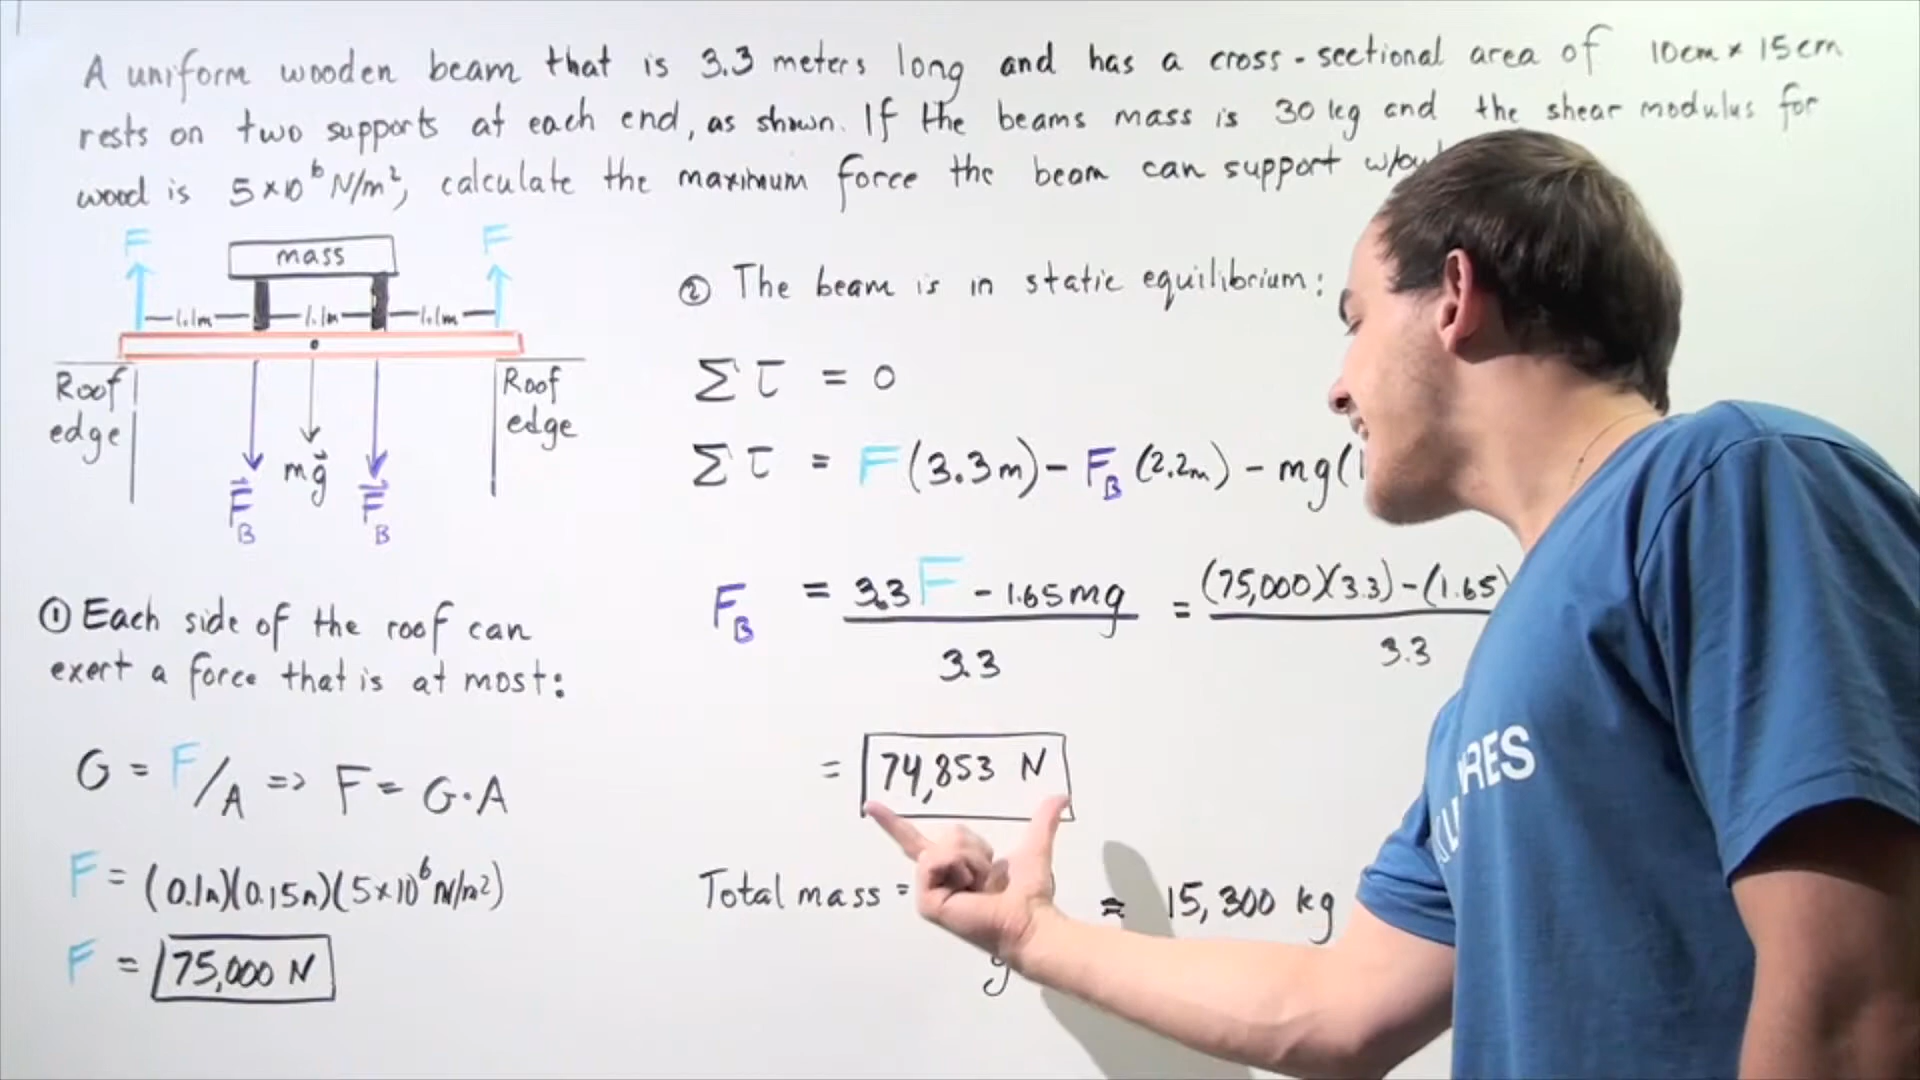 A uniform wooden beam that is 3.3 meters long and has a cross-sectional area of 10cm × 15cm
rests on two supports at each end, as shown. If the beams mass is 30 kg and the shear modulus for
wood is 5×10⁶ N/m², calculate the maximum force the beam can support
F
F
mass
1.1m
1.1m
1.1m
Roof edge
Roof edge
F⃗_B
mg⃗
F⃗_B
① Each side of the roof can
exert a force that is at most:
G = F/A => F = G·A
F = (0.1m)(0.15m)(5×10⁶ N/m²)
F = 75,000 N
② The beam is in static equilibrium:
Σ τ = 0
Σ τ = F(3.3m) - F_B(2.2m) - mg(1
F_B = 3.3F - 1.65mg / 3.3 = (75,000)(3.3) - (1.65) / 3.3
= 74,853 N
Total mass = g ≈ 15,300 kg
RES